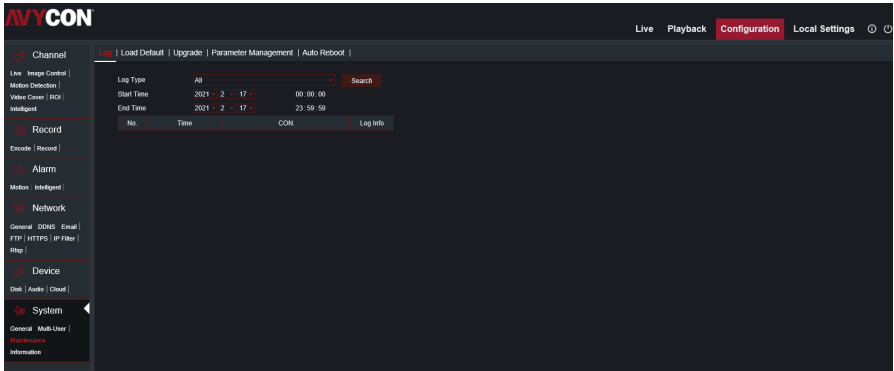 AVYCON
Live Playback Configuration Local Settings
Channel
Live Image Control |
Motion Detection |
Video Cover | ROI |
Intelligent
Record
Encode | Record |
Alarm
Motion | Intelligent |
Network
General DDNS Email |
FTP | HTTPS | IP Filter |
Rtsp |
Device
Disk | Audio | Cloud |
System
General Multi-User |
Maintenance
Information
Log | Load Default | Upgrade | Parameter Management | Auto Reboot |
Log Type All Search
Start Time 2021 2 17 00:00:00
End Time 2021 2 17 23:59:59
No. Time CON. Log Info